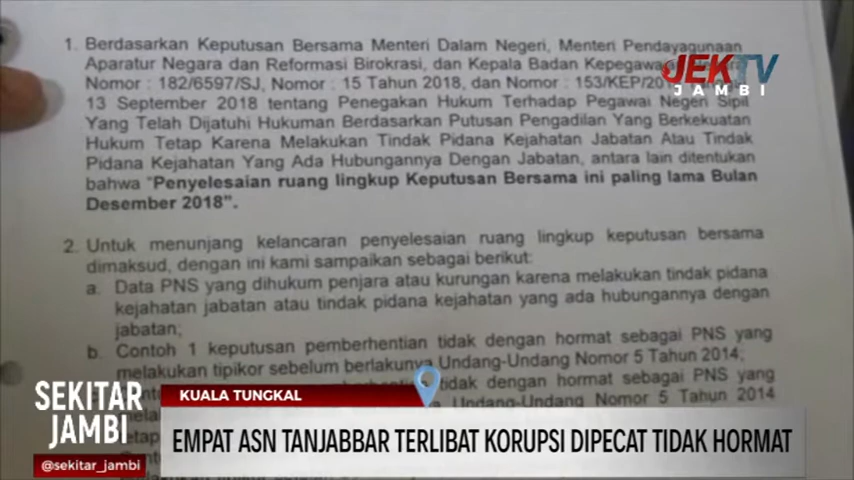 1. Berdasarkan Keputusan Bersama Menteri Dalam Negeri, Menteri Pendayagunaan
Aparatur Negara dan Reformasi Birokrasi, dan Kepala Badan
Nomor : 182/6597/SJ, Nomor : 15 Tahun 2018, dan Nomor : 153/KEP/
13 September 2018 tentang Penegakan Hukum Terhadap Pegawai Negeri Sipil
Yang Telah Dijatuhi Hukuman Berdasarkan Putusan Pengadilan Yang Berkekuatan
Hukum Tetap Karena Melakukan Tindak Pidana Kejahatan Jabatan Atau Tindak
Pidana Kejahatan Yang Ada Hubungannya Dengan Jabatan, antara lain ditentukan
bahwa "Penyelesaian ruang lingkup Keputusan Bersama ini paling lama Bulan
Desember 2018".
2. Untuk menunjang kelancaran penyelesaian ruang lingkup keputusan bersama
dimaksud, dengan ini kami sampaikan sebagai berikut:
a. Data PNS yang dihukum penjara atau kurungan karena melakukan tindak pidana
kejahatan jabatan atau tindak pidana kejahatan yang ada hubungannya dengan
jabatan;
b. Contoh 1 keputusan pemberhentian tidak dengan hormat sebagai PNS yang
melakukan tipikor sebelum berlakunya Undang-Undang Nomor 5 Tahun 2014;
tidak dengan hormat sebagai PNS yang
Undang-Undang Nomor 5 Tahun 2014
JEKTV
JAMBI
SEKITAR
JAMBI
@sekitar_jambi
KUALA TUNGKAL
EMPAT ASN TANJABBAR TERLIBAT KORUPSI DIPECAT TIDAK HORMAT